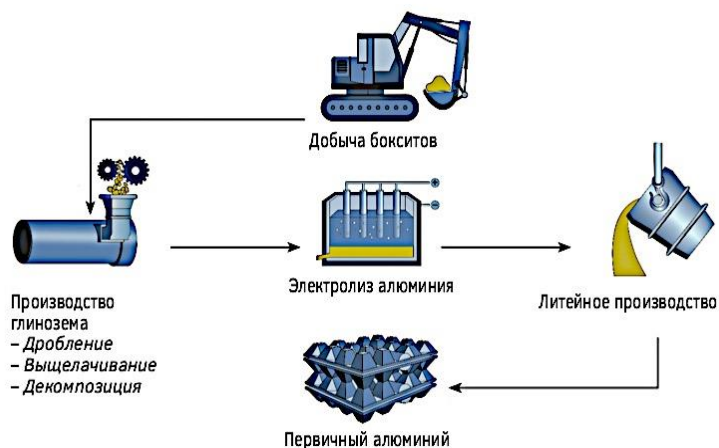 Добыча бокситов
Производство
глинозема
– Дробление
– Выщелачивание
– Декомпозиция
+
–
Электролиз алюминия
Литейное производство
Первичный алюминий